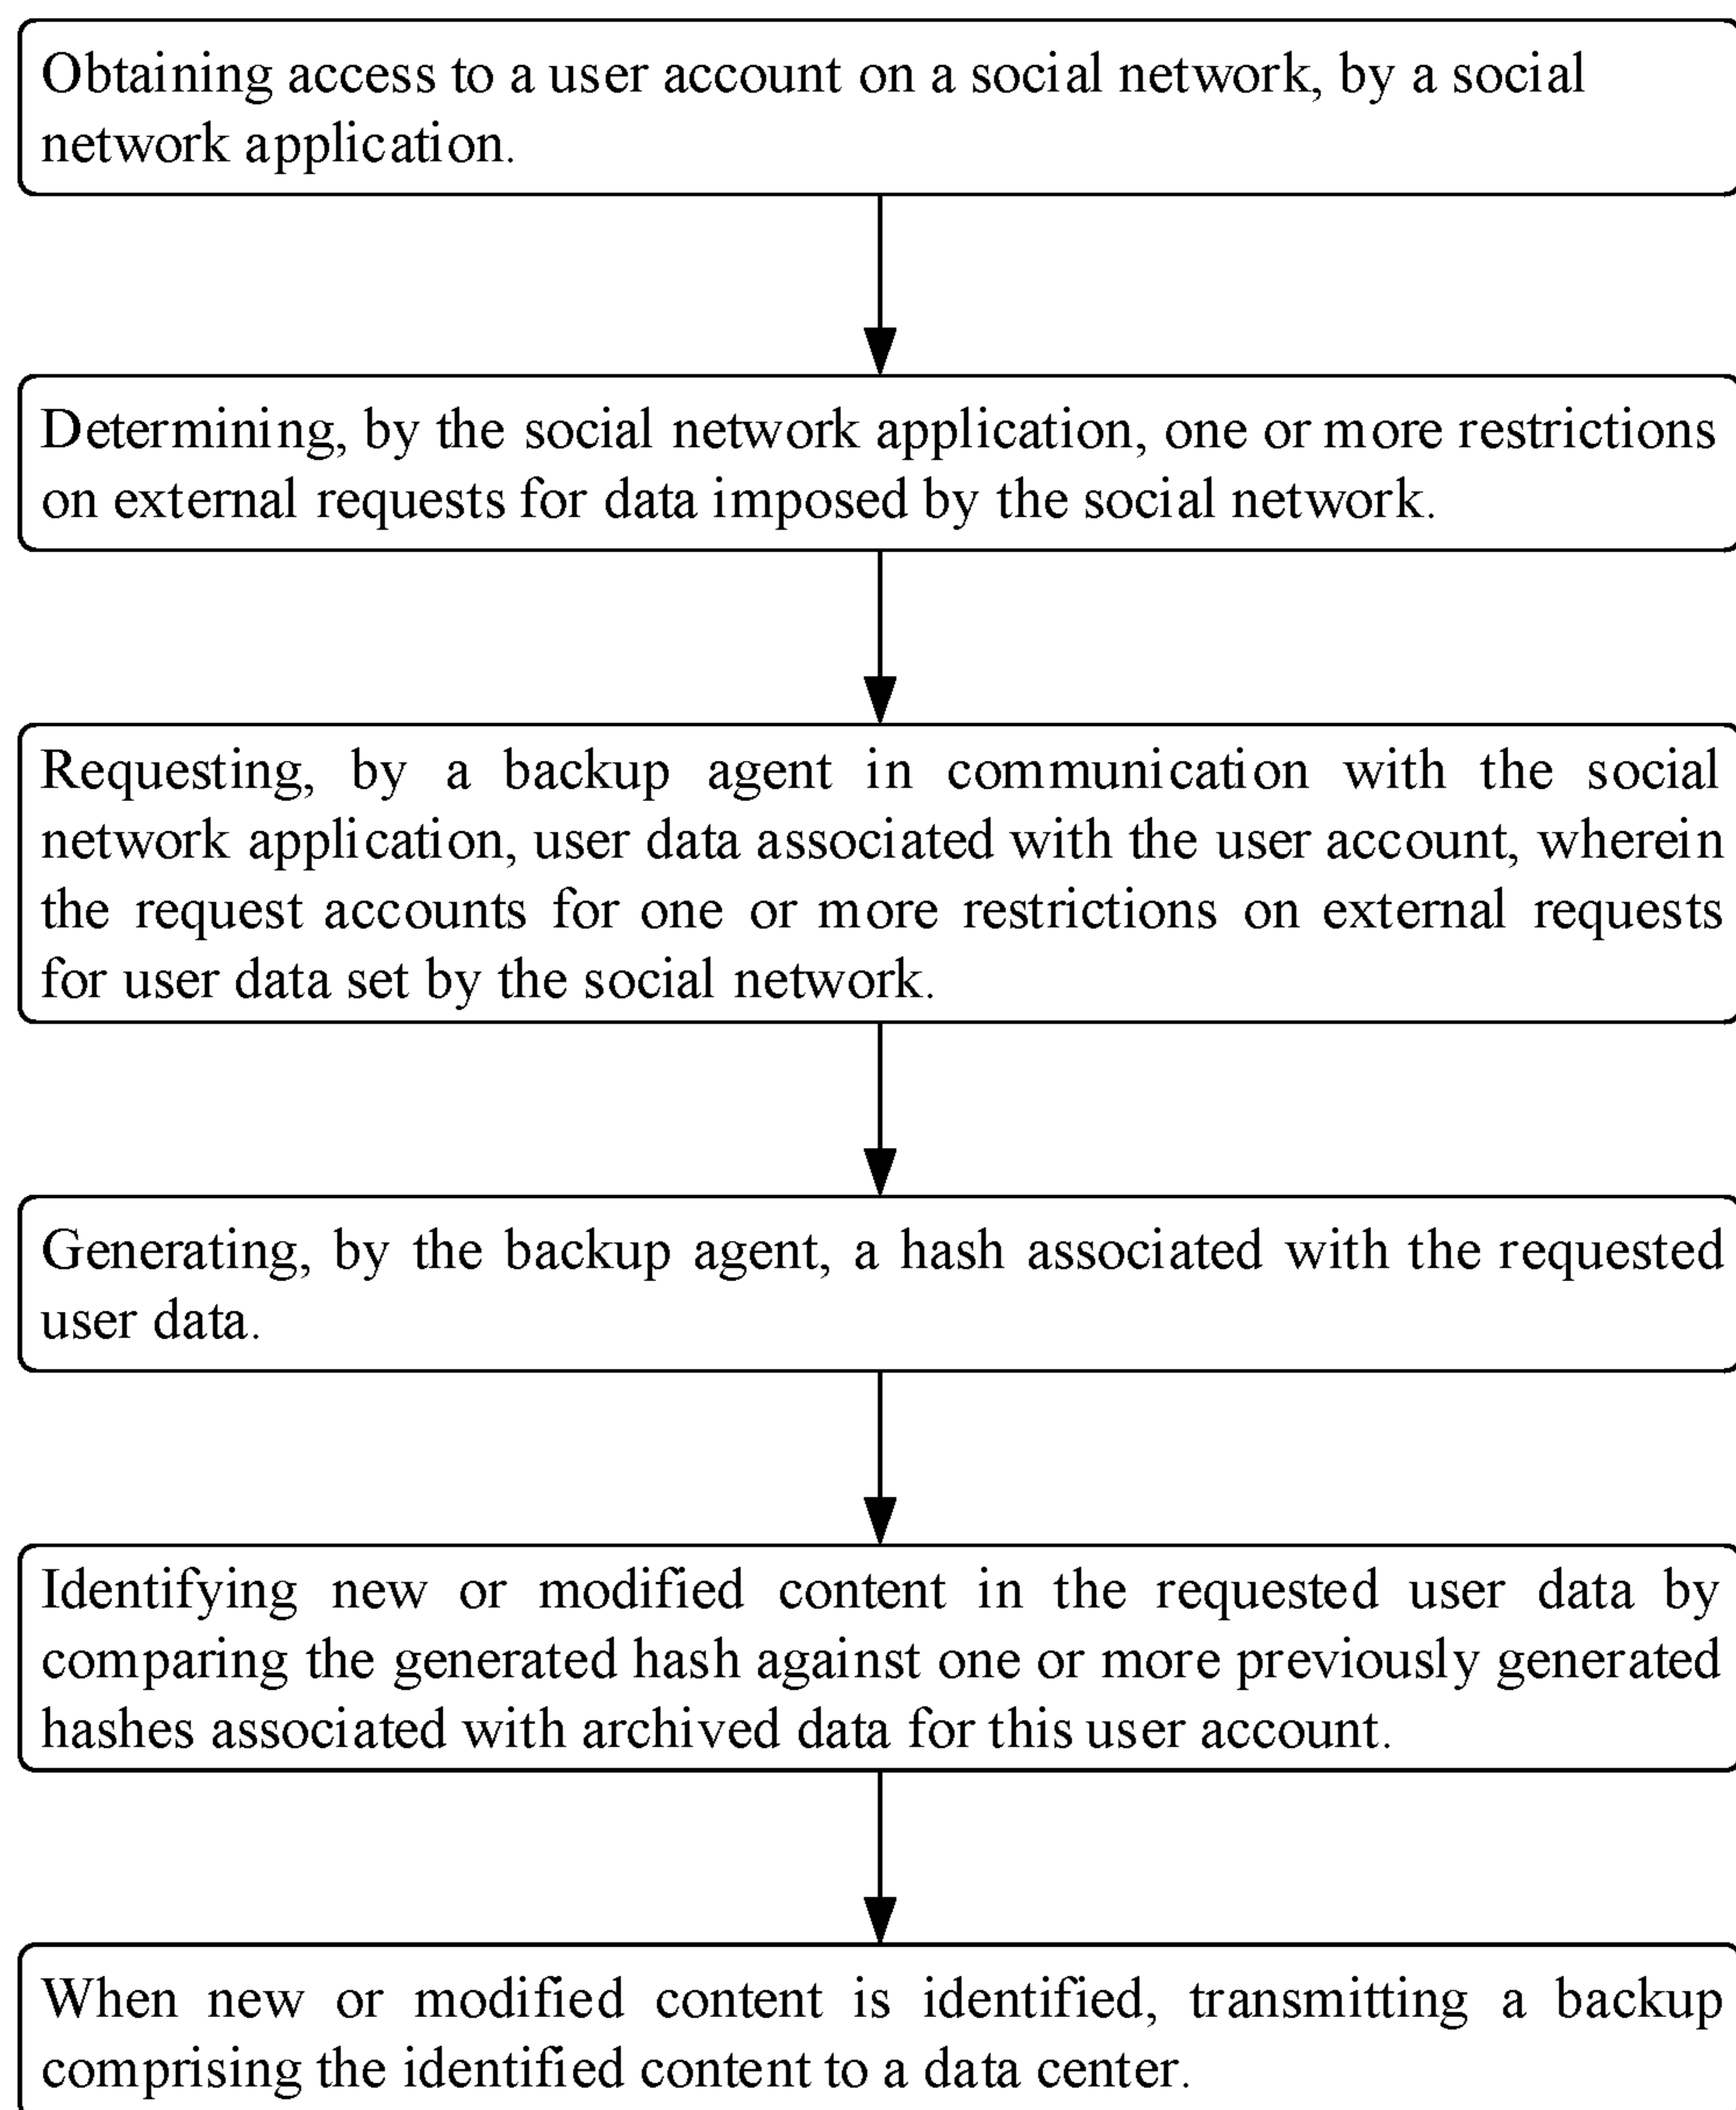 Obtaining access to a user account on a social network, by a social
network application.
Determining, by the social network application, one or more restrictions
on external requests for data imposed by the social network.
Requesting, by a backup agent in communication with the social
network application, user data associated with the user account, wherein
the request accounts for one or more restrictions on external requests
for user data set by the social network.
Generating, by the backup agent, a hash associated with the requested
user data.
Identifying new or modified content in the requested user data by
comparing the generated hash against one or more previously generated
hashes associated with archived data for this user account.
When new or modified content is identified, transmitting a backup
comprising the identified content to a data center.